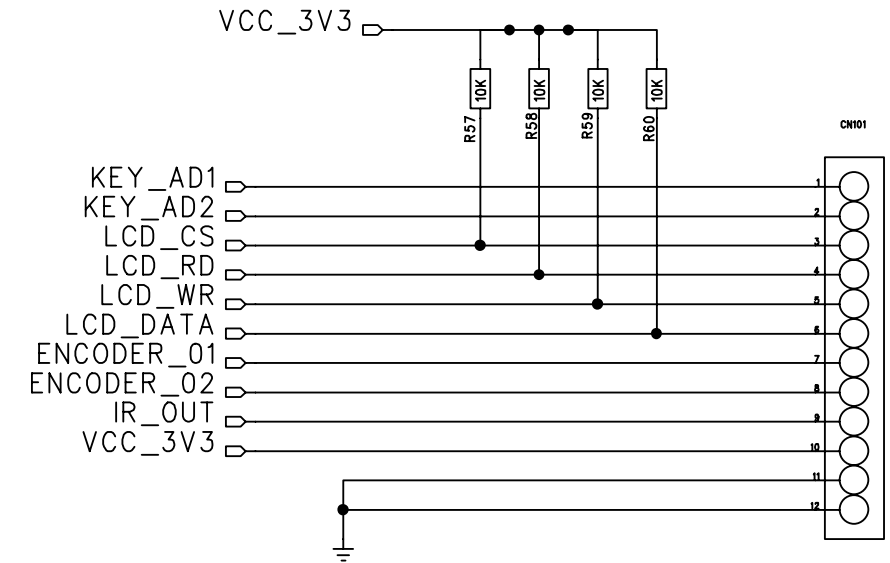 VCC_3V3
10K 10K 10K 10K
R57 R58 R59 R60
CN101
KEY_AD1 1
KEY_AD2 2
LCD_CS 3
LCD_RD 4
LCD_WR 5
LCD_DATA 6
ENCODER_01 7
ENCODER_02 8
IR_OUT 9
VCC_3V3 10
11
12